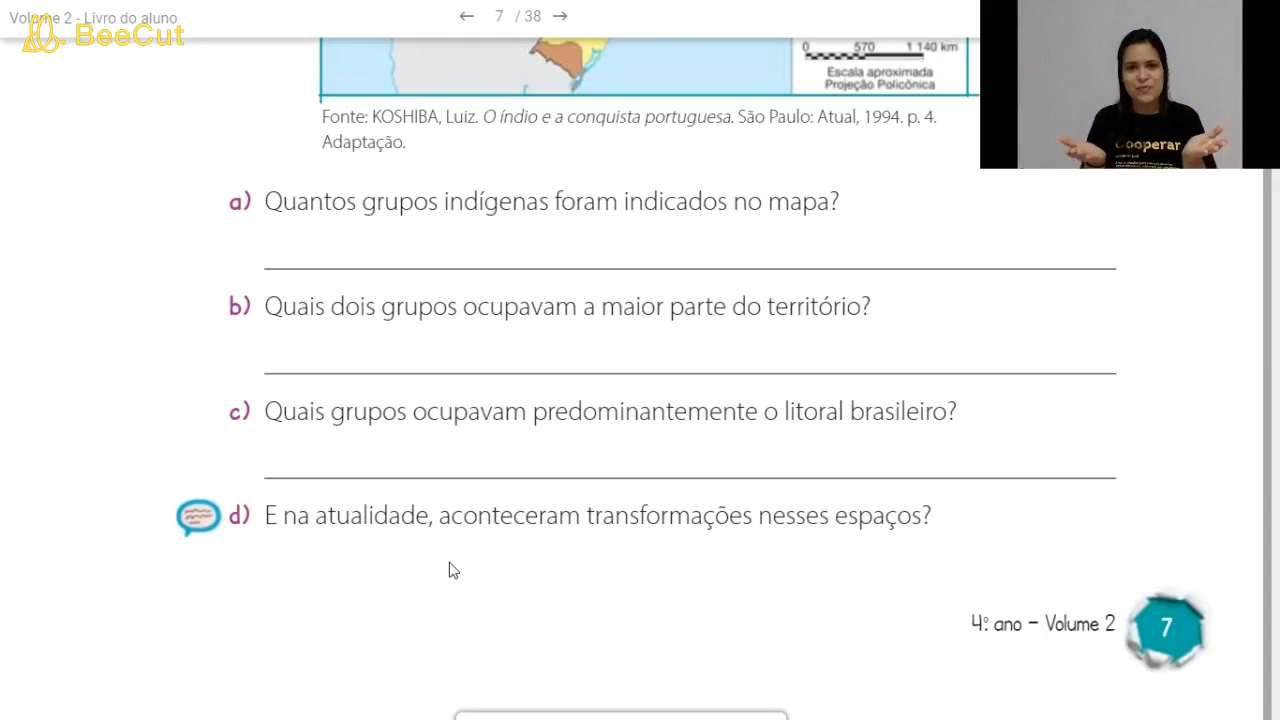 Volume 2 - Livro do aluno
7 / 38
BeeCut
0 570 1 140 km
Escala aproximada
Projeção Policônica
Cooperar
Fonte: KOSHIBA, Luiz. O índio e a conquista portuguesa. São Paulo: Atual, 1994. p. 4.
Adaptação.
a) Quantos grupos indígenas foram indicados no mapa?
b) Quais dois grupos ocupavam a maior parte do território?
c) Quais grupos ocupavam predominantemente o litoral brasileiro?
d) E na atualidade, aconteceram transformações nesses espaços?
4º. ano – Volume 2
7